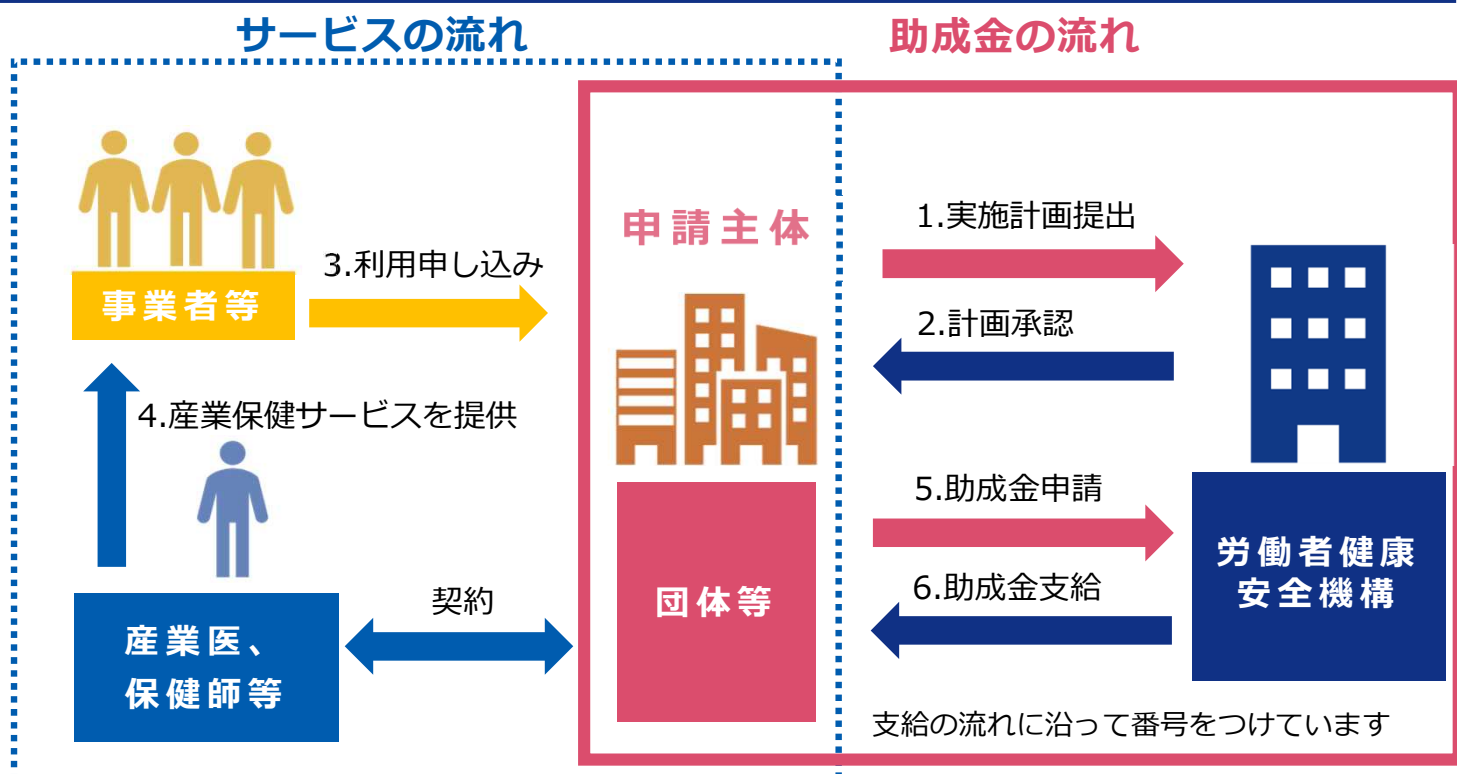 サービスの流れ
助成金の流れ
申請主体
1.実施計画提出
3.利用申し込み
事業者等
2.計画承認
4.産業保健サービスを提供
5.助成金申請
労働者健康
安全機構
6.助成金支給
契約
団体等
産業医、
保健師等
支給の流れに沿って番号をつけています